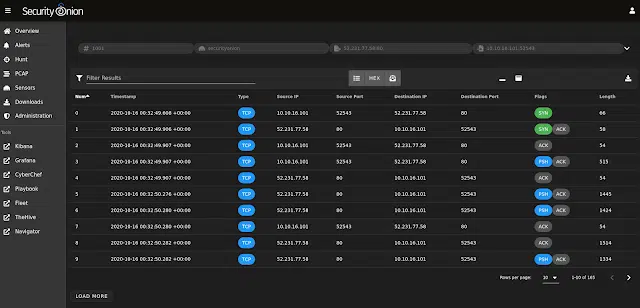 Security Onion
Overview
Alerts
Hunt
PCAP
Sensors
Downloads
Administration
Tools
Kibana
Grafana
CyberChef
Playbook
Fleet
TheHive
Navigator
securityonion 52.231.77.58:80 10.10.16.101:52543
Filter Results HEX
Num Timestamp Type Source IP Source Port Destination IP Destination Port Flags Length
0 2020-10-16 00:32:49.608 +00:00 TCP 10.10.16.101 52543 52.231.77.58 80 SYN 66
1 2020-10-16 00:32:49.906 +00:00 TCP 52.231.77.58 80 10.10.16.101 52543 SYN ACK 58
2 2020-10-16 00:32:49.907 +00:00 TCP 10.10.16.101 52543 52.231.77.58 80 ACK 54
3 2020-10-16 00:32:49.907 +00:00 TCP 10.10.16.101 52543 52.231.77.58 80 PSH ACK 515
4 2020-10-16 00:32:49.907 +00:00 TCP 52.231.77.58 80 10.10.16.101 52543 ACK 54
5 2020-10-16 00:32:50.276 +00:00 TCP 52.231.77.58 80 10.10.16.101 52543 PSH ACK 1445
6 2020-10-16 00:32:50.280 +00:00 TCP 52.231.77.58 80 10.10.16.101 52543 PSH ACK 1424
7 2020-10-16 00:32:50.280 +00:00 TCP 10.10.16.101 52543 52.231.77.58 80 ACK 54
8 2020-10-16 00:32:50.282 +00:00 TCP 52.231.77.58 80 10.10.16.101 52543 ACK 1514
9 2020-10-16 00:32:50.282 +00:00 TCP 52.231.77.58 80 10.10.16.101 52543 PSH ACK 1334
Rows per page: 10 1-10 of 165
LOAD MORE